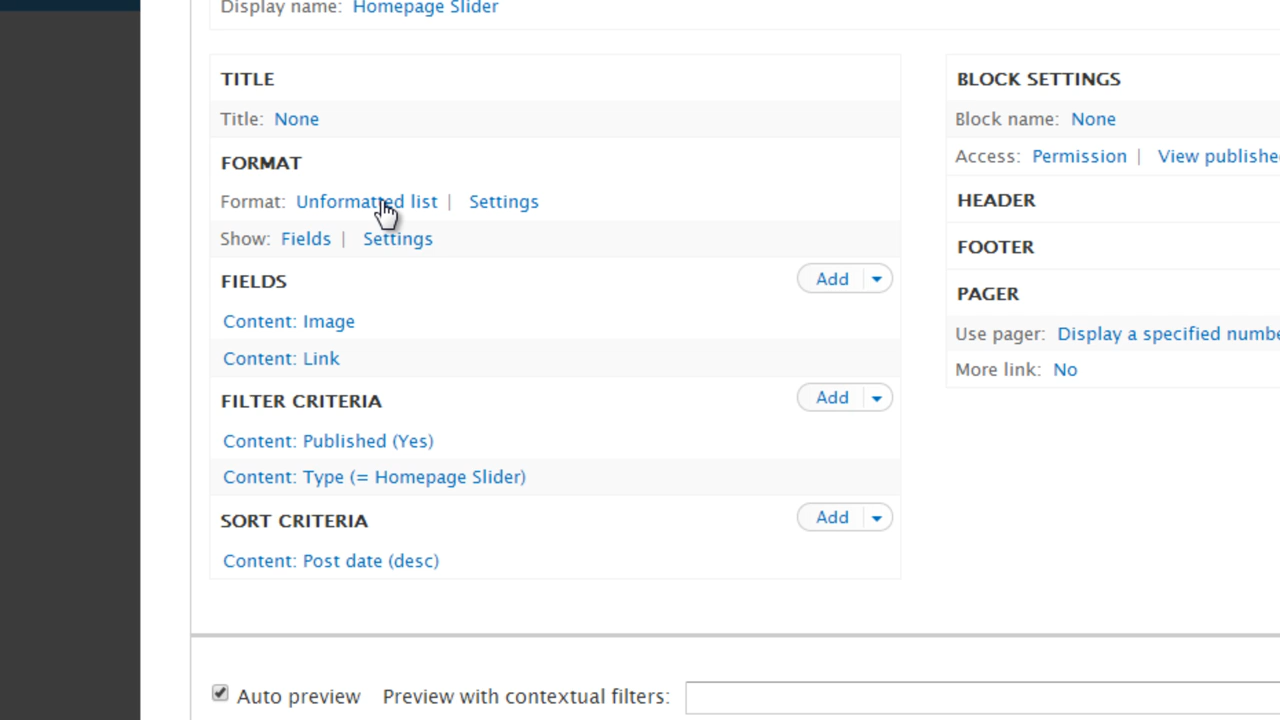 Display name: Homepage Slider
TITLE
Title: None
FORMAT
Format: Unformatted list | Settings
Show: Fields | Settings
FIELDS
Add
Content: Image
Content: Link
FILTER CRITERIA
Add
Content: Published (Yes)
Content: Type (= Homepage Slider)
SORT CRITERIA
Add
Content: Post date (desc)
BLOCK SETTINGS
Block name: None
Access: Permission | View publishe
HEADER
FOOTER
PAGER
Use pager: Display a specified numbe
More link: No
Auto preview Preview with contextual filters: